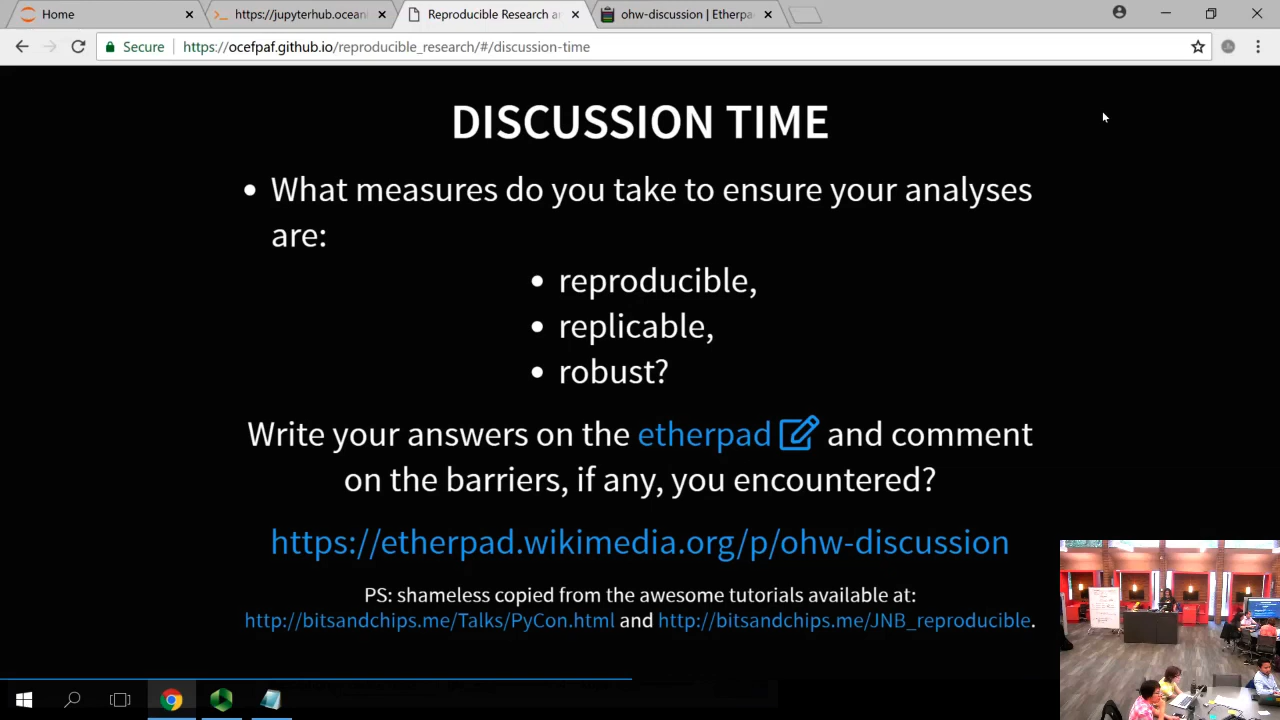 Home
https://jupyterhub.oceani
Reproducible Research a
ohw-discussion | Etherpa
Secure
https://ocefpaf.github.io/reproducible_research/#/discussion-time
DISCUSSION TIME
What measures do you take to ensure your analyses
are:
reproducible,
replicable,
robust?
Write your answers on the etherpad and comment
on the barriers, if any, you encountered?
https://etherpad.wikimedia.org/p/ohw-discussion
PS: shameless copied from the awesome tutorials available at:
http://bitsandchips.me/Talks/PyCon.html and http://bitsandchips.me/JNB_reproducible.